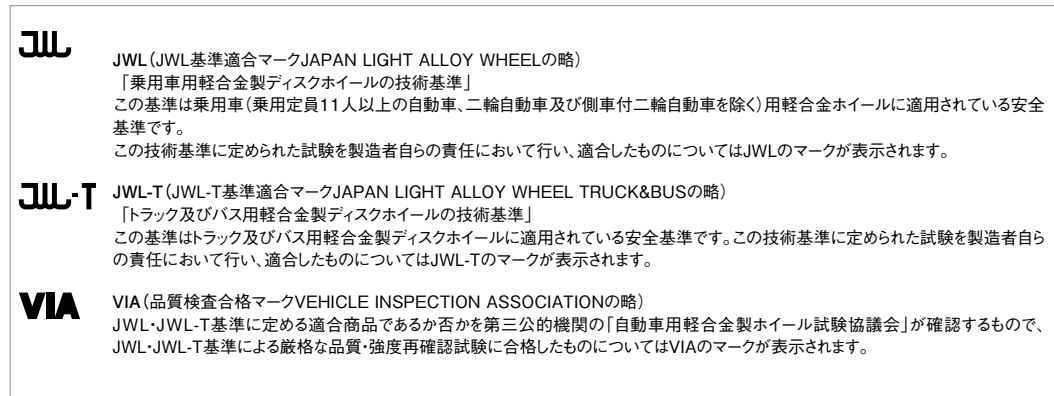 JWL
JWL（JWL基準適合マークJAPAN LIGHT ALLOY WHEELの略）
「乗用車用軽合金製ディスクホイールの技術基準」
この基準は乗用車（乗用定員11人以上の自動車、二輪自動車及び側車付二輪自動車を除く）用軽合金ホイールに適用されている安全
基準です。
この技術基準に定められた試験を製造者自らの責任において行い、適合したものについてはJWLのマークが表示されます。
JWL-T
JWL-T（JWL-T基準適合マークJAPAN LIGHT ALLOY WHEEL TRUCK&BUSの略）
「トラック及びバス用軽合金製ディスクホイールの技術基準」
この基準はトラック及びバス用軽合金製ディスクホイールに適用されている安全基準です。この技術基準に定められた試験を製造者自ら
の責任において行い、適合したものについてはJWL-Tのマークが表示されます。
VIA
VIA（品質検査合格マークVEHICLE INSPECTION ASSOCIATIONの略）
JWL・JWL-T基準に定める適合商品であるか否かを第三公的機関の「自動車用軽合金製ホイール試験協議会」が確認するもので、
JWL・JWL-T基準による厳格な品質・強度再確認試験に合格したものについてはVIAのマークが表示されます。